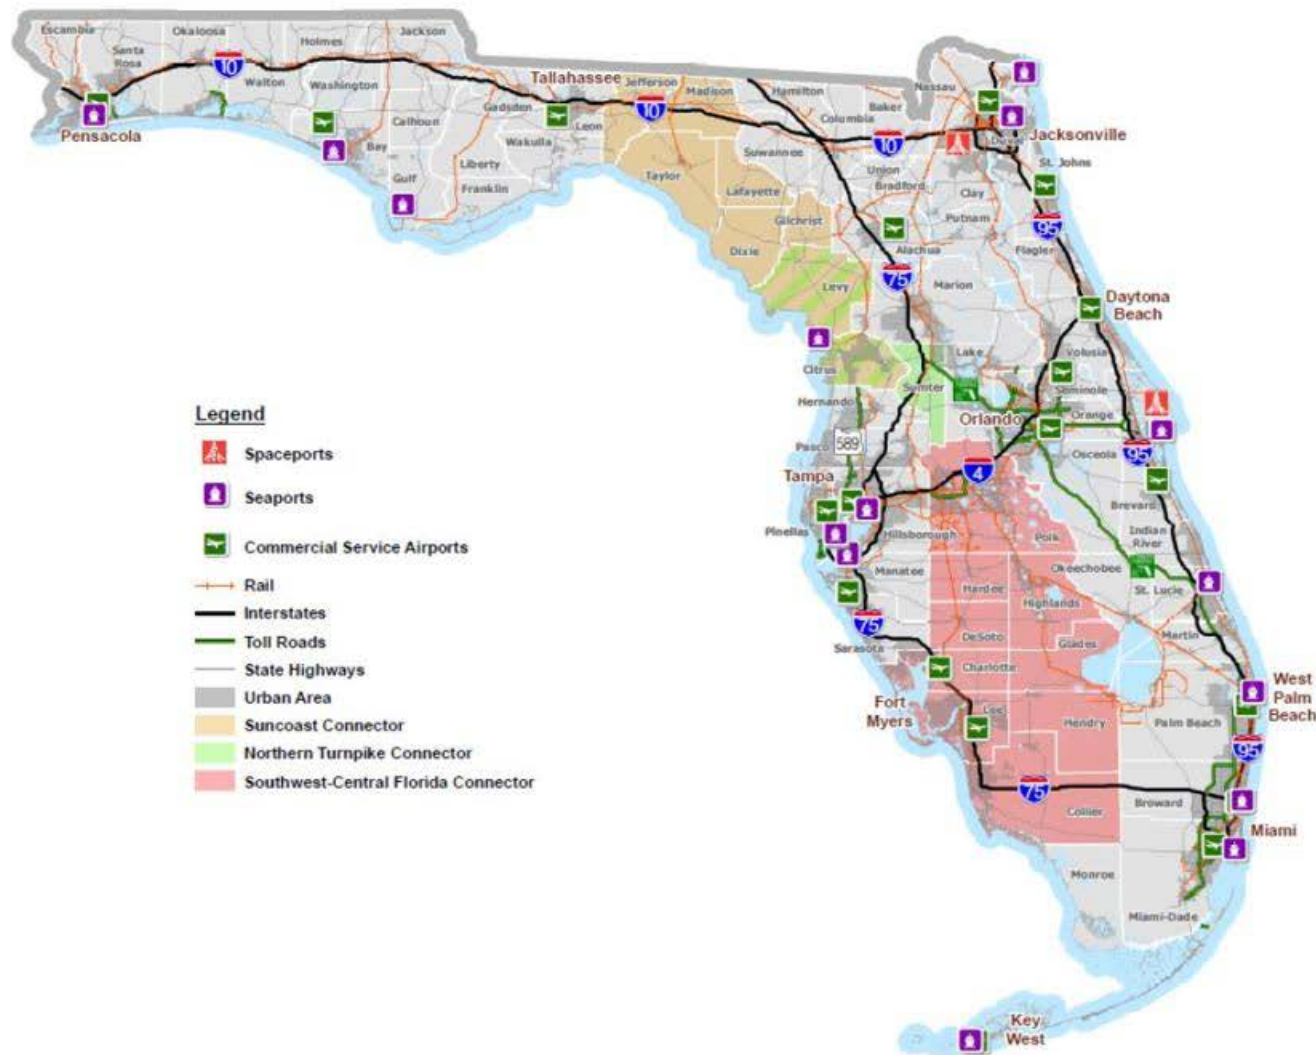 Escambia
Santa
Rosa
Okaloosa
Walton
Holmes
Washington
Jackson
10
Pensacola
Bay
Calhoun
Gulf
Liberty
Franklin
Gadsden
Tallahassee
Leon
Wakulla
Jefferson
10
Madison
Taylor
Hamilton
Suwannee
Lafayette
Columbia
Baker
Nassau
10
Duval
Jacksonville
Union
Bradford
Clay
St. Johns
Putnam
95
Flagler
Gilchrist
Dixie
Alachua
Levy
75
Marion
Daytona
Beach
Volusia
Citrus
Lake
Sumter
Seminole
Hernando
Orlando
Orange
589
Pasco
Osceola
95
4
Tampa
Brevard
Pinellas
Hillsborough
Polk
Indian
River
Okeechobee
Manatee
St. Lucie
Hardee
Highlands
75
DeSoto
Martin
Sarasota
Glades
Charlotte
Fort
Myers
Lee
Hendry
Palm Beach
West
Palm
Beach
95
75
Collier
Broward
Miami
Monroe
Miami-Dade
Key
West
Legend
Spaceports
Seaports
Commercial Service Airports
Rail
Interstates
Toll Roads
State Highways
Urban Area
Suncoast Connector
Northern Turnpike Connector
Southwest-Central Florida Connector